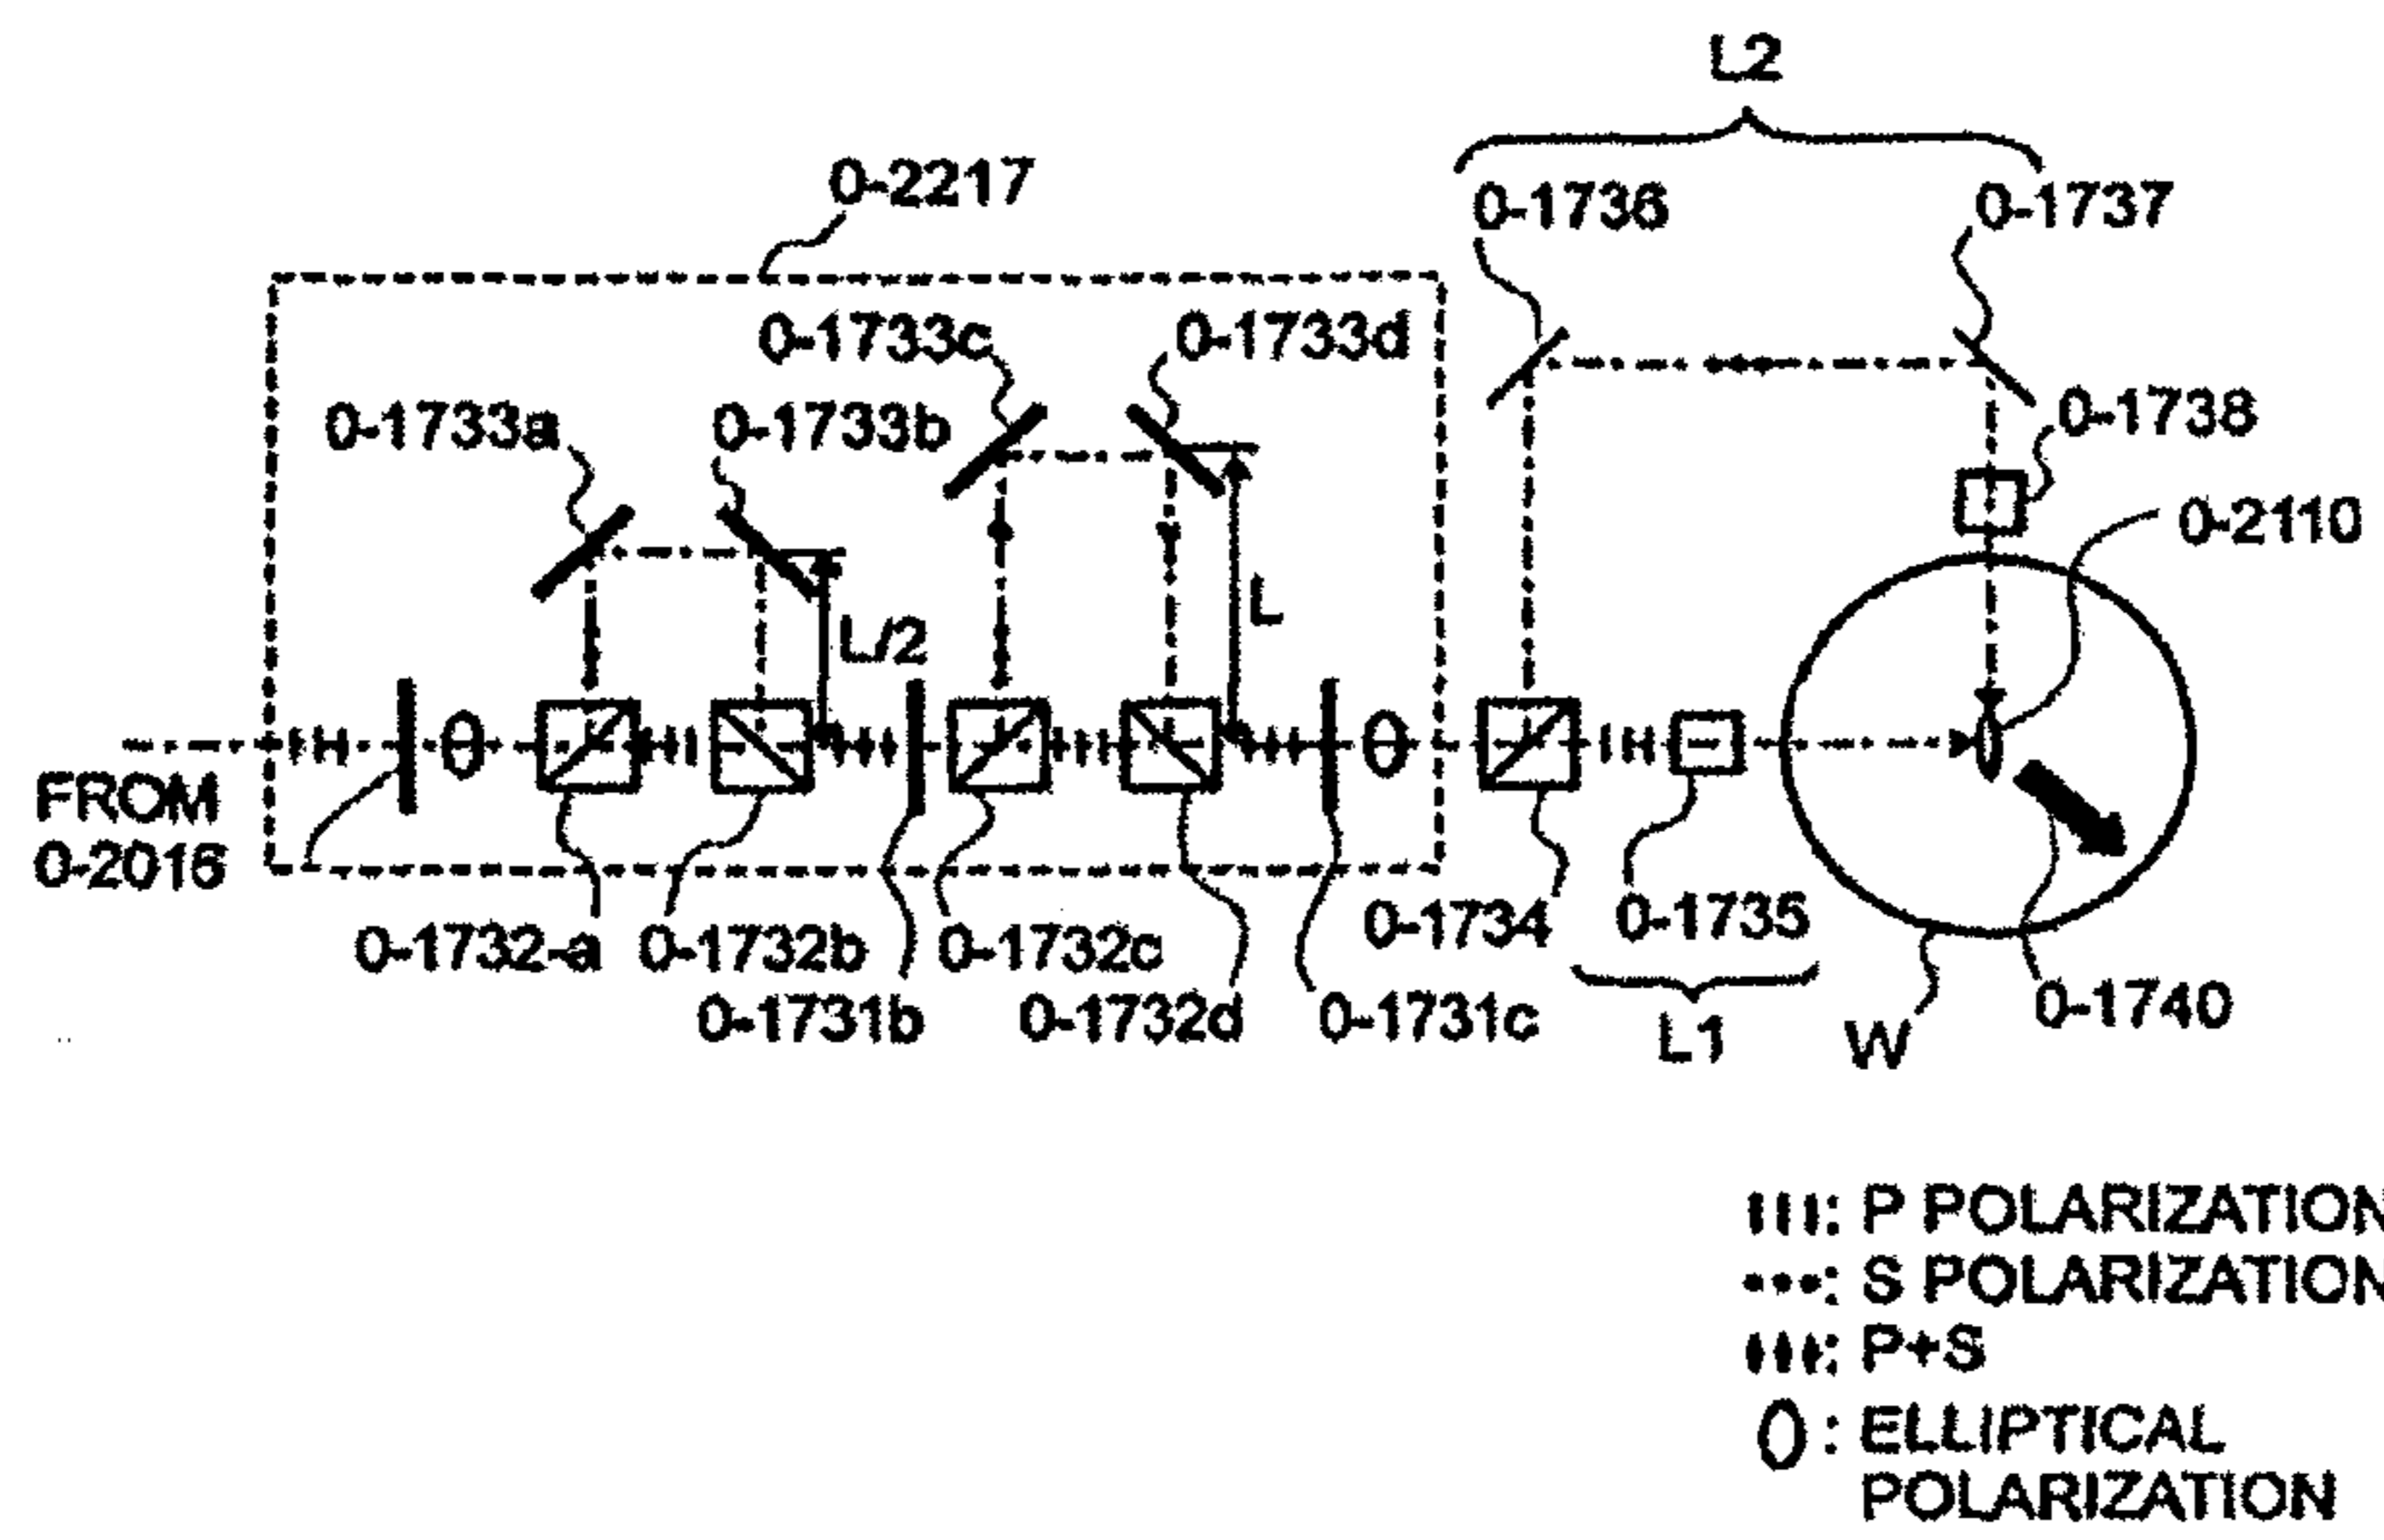 L2
0-2217
0-1736
0-1737
0-1733c
0-1733d
0-1733a
0-1733b
0-1738
0-2110
L
L/2
FROM
0-2016
0-1732-a
0-1732b
0-1732c
0-1734
0-1735
0-1731b
0-1732d
0-1731c
L1
W
0-1740
: P POLARIZATION
: S POLARIZATION
: P+S
: ELLIPTICAL
POLARIZATION